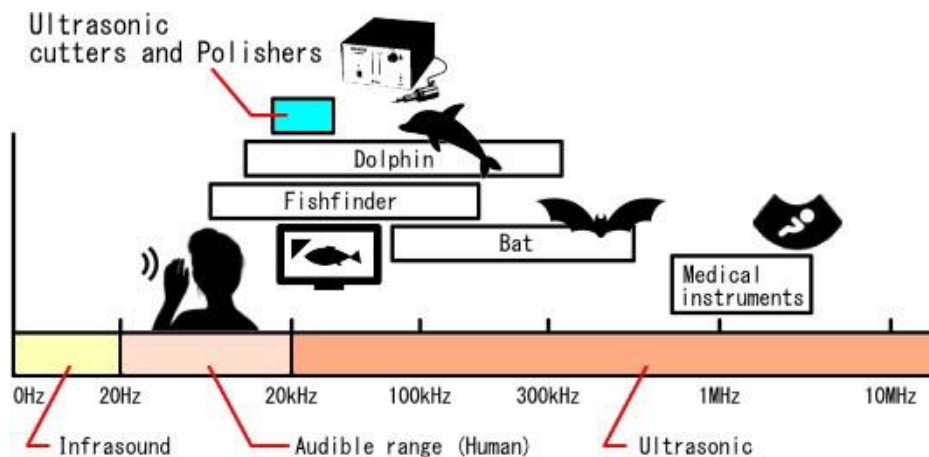 Ultrasonic
cutters and Polishers
Dolphin
Fishfinder
Bat
Medical
instruments
0Hz 20Hz 20kHz 100kHz 300kHz 1MHz 10MHz
Infrasound Audible range (Human) Ultrasonic